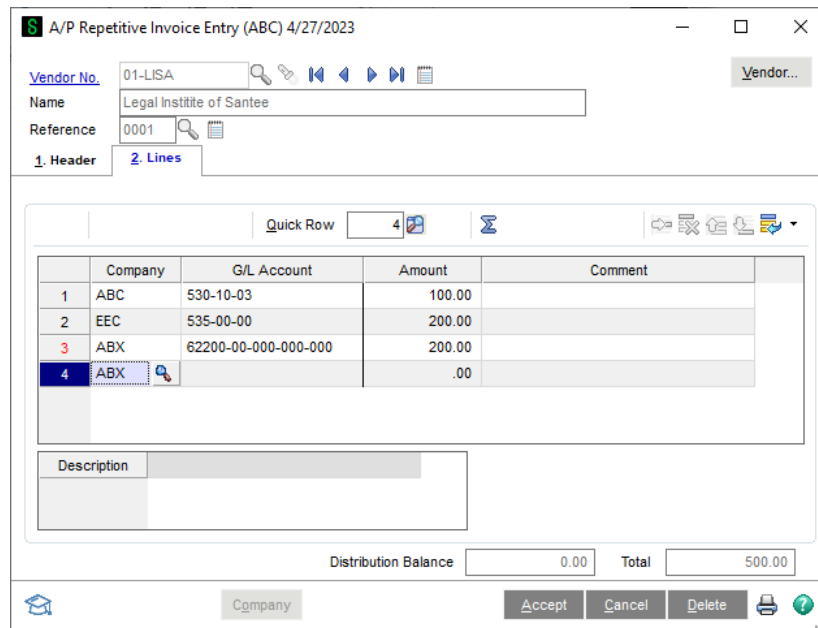 S A/P Repetitive Invoice Entry (ABC) 4/27/2023
Vendor No. 01-LISA Vendor...
Name Legal Institite of Santee
Reference 0001
1. Header 2. Lines
Quick Row 4
Company G/L Account Amount Comment
1 ABC 530-10-03 100.00
2 EEC 535-00-00 200.00
3 ABX 62200-00-000-000-000 200.00
4 ABX .00
Description
Distribution Balance 0.00 Total 500.00
Company Accept Cancel Delete ?